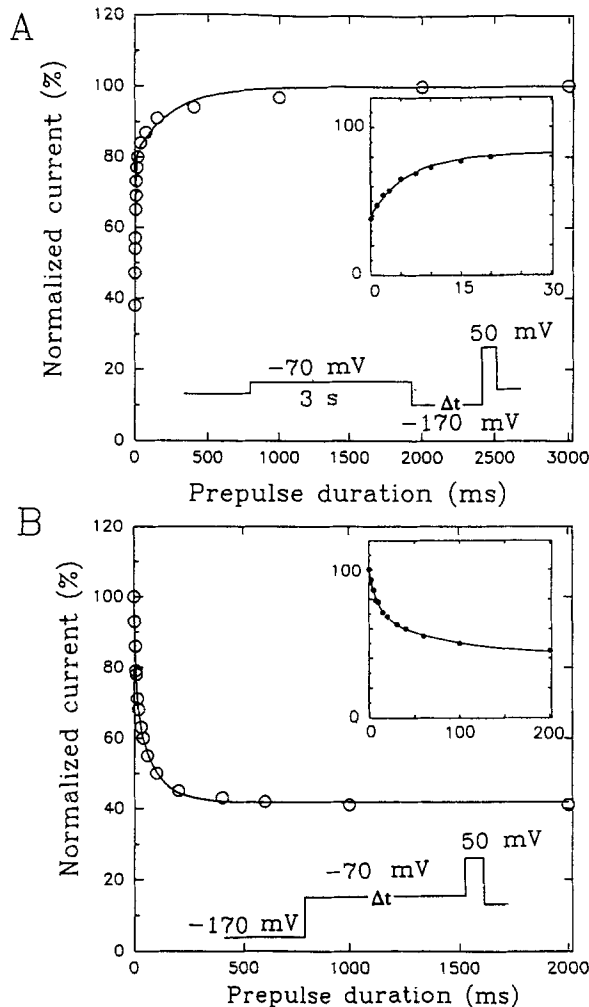 A
Normalized current (%)
120
100
80
60
40
20
0
100
0
0 15 30
50 mV
-70 mV
3 s
Δt
-170 mV
0 500 1000 1500 2000 2500 3000
Prepulse duration (ms)
B
Normalized current (%)
120
100
80
60
40
20
0
100
0
0 100 200
50 mV
-70 mV
Δt
-170 mV
0 500 1000 1500 2000
Prepulse duration (ms)